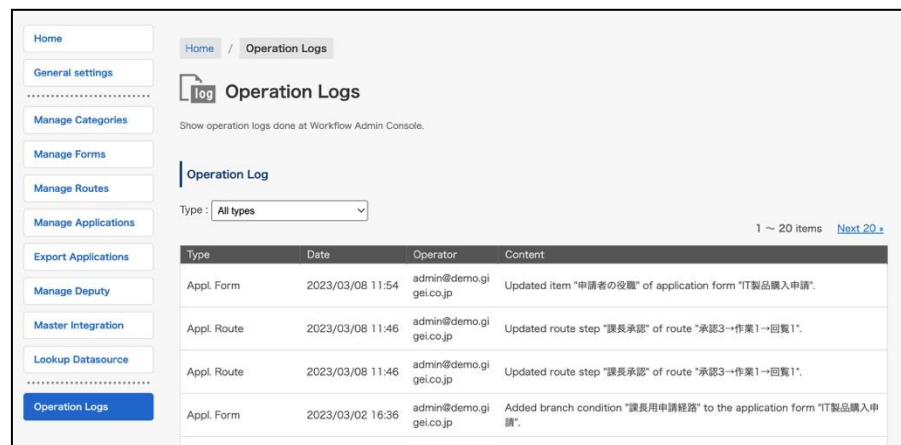 Home
General settings
Manage Categories
Manage Forms
Manage Routes
Manage Applications
Export Applications
Manage Deputy
Master Integration
Lookup Datasource
Operation Logs
Home / Operation Logs
log Operation Logs
Show operation logs done at Workflow Admin Console.
Operation Log
Type : All types
1 ～ 20 items Next 20 »
Type Date Operator Content
Appl. Form 2023/03/08 11:54 admin@demo.gi
gei.co.jp Updated item "申請者の役職" of application form "IT製品購入申請".
Appl. Route 2023/03/08 11:46 admin@demo.gi
gei.co.jp Updated route step "課長承認" of route "承認3→作業1→回覧1".
Appl. Route 2023/03/08 11:46 admin@demo.gi
gei.co.jp Updated route step "課長承認" of route "承認3→作業1→回覧1".
Appl. Form 2023/03/02 16:36 admin@demo.gi
gei.co.jp Added branch condition "課長用申請経路" to the application form "IT製品購入申
請".